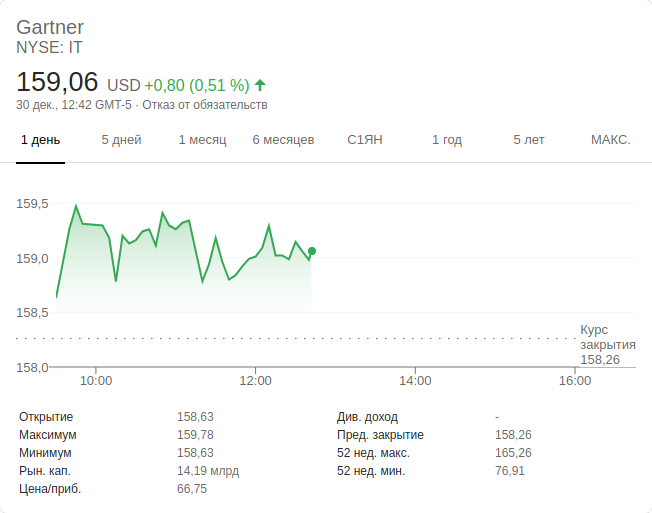 Gartner
NYSE: IT
159,06 USD +0,80 (0,51 %)
30 дек., 12:42 GMT-5 · Отказ от обязательств
1 день 5 дней 1 месяц 6 месяцев С1ЯН 1 год 5 лет МАКС.
159,5
159,0
158,5
Курс
закрытия
158,26
158,0
10:00 12:00 14:00 16:00
Открытие 158,63 Див. доход -
Максимум 159,78 Пред. закрытие 158,26
Минимум 158,63 52 нед. макс. 165,26
Рын. кап. 14,19 млрд 52 нед. мин. 76,91
Цена/приб. 66,75